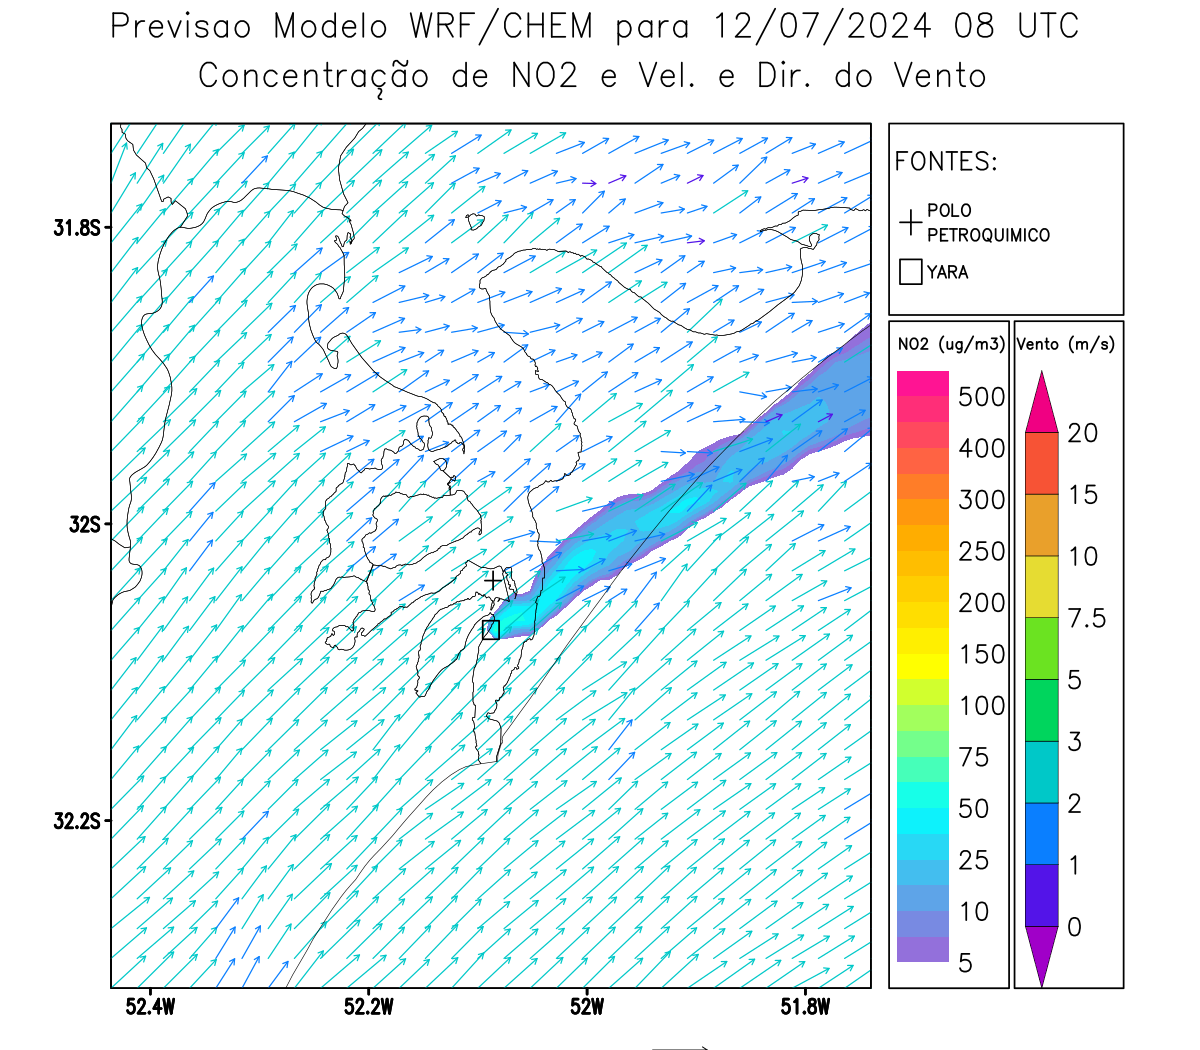 Previsao Modelo WRF/CHEM para 12/07/2024 08 UTC
Concentração de NO2 e Vel. e Dir. do Vento
FONTES:
POLO
PETROQUIMICO
YARA
NO2 (ug/m3)
500
400
300
250
200
150
100
75
50
25
10
5
Vento (m/s)
20
15
10
7.5
5
3
2
1
0
31.8S
32S
32.2S
52.4W
52.2W
52W
51.8W